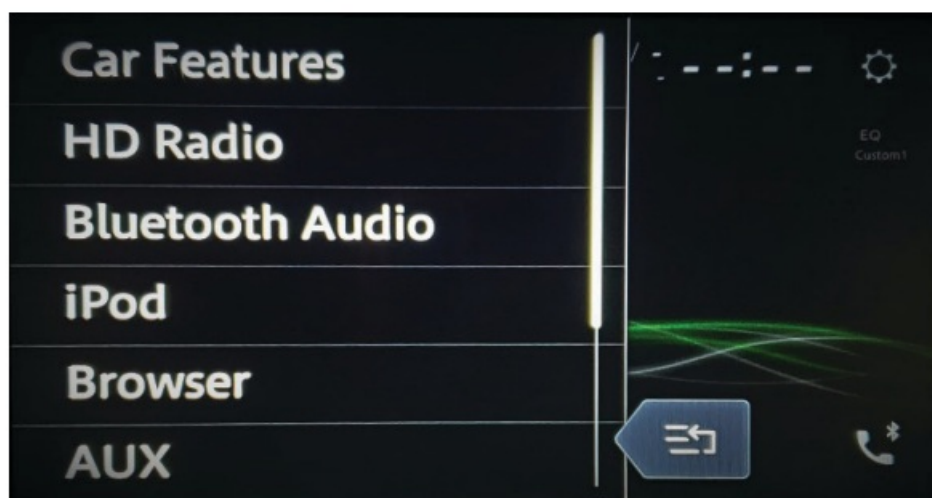 Car Features
HD Radio
Bluetooth Audio
iPod
Browser
AUX
--:--
EQ
Custom1